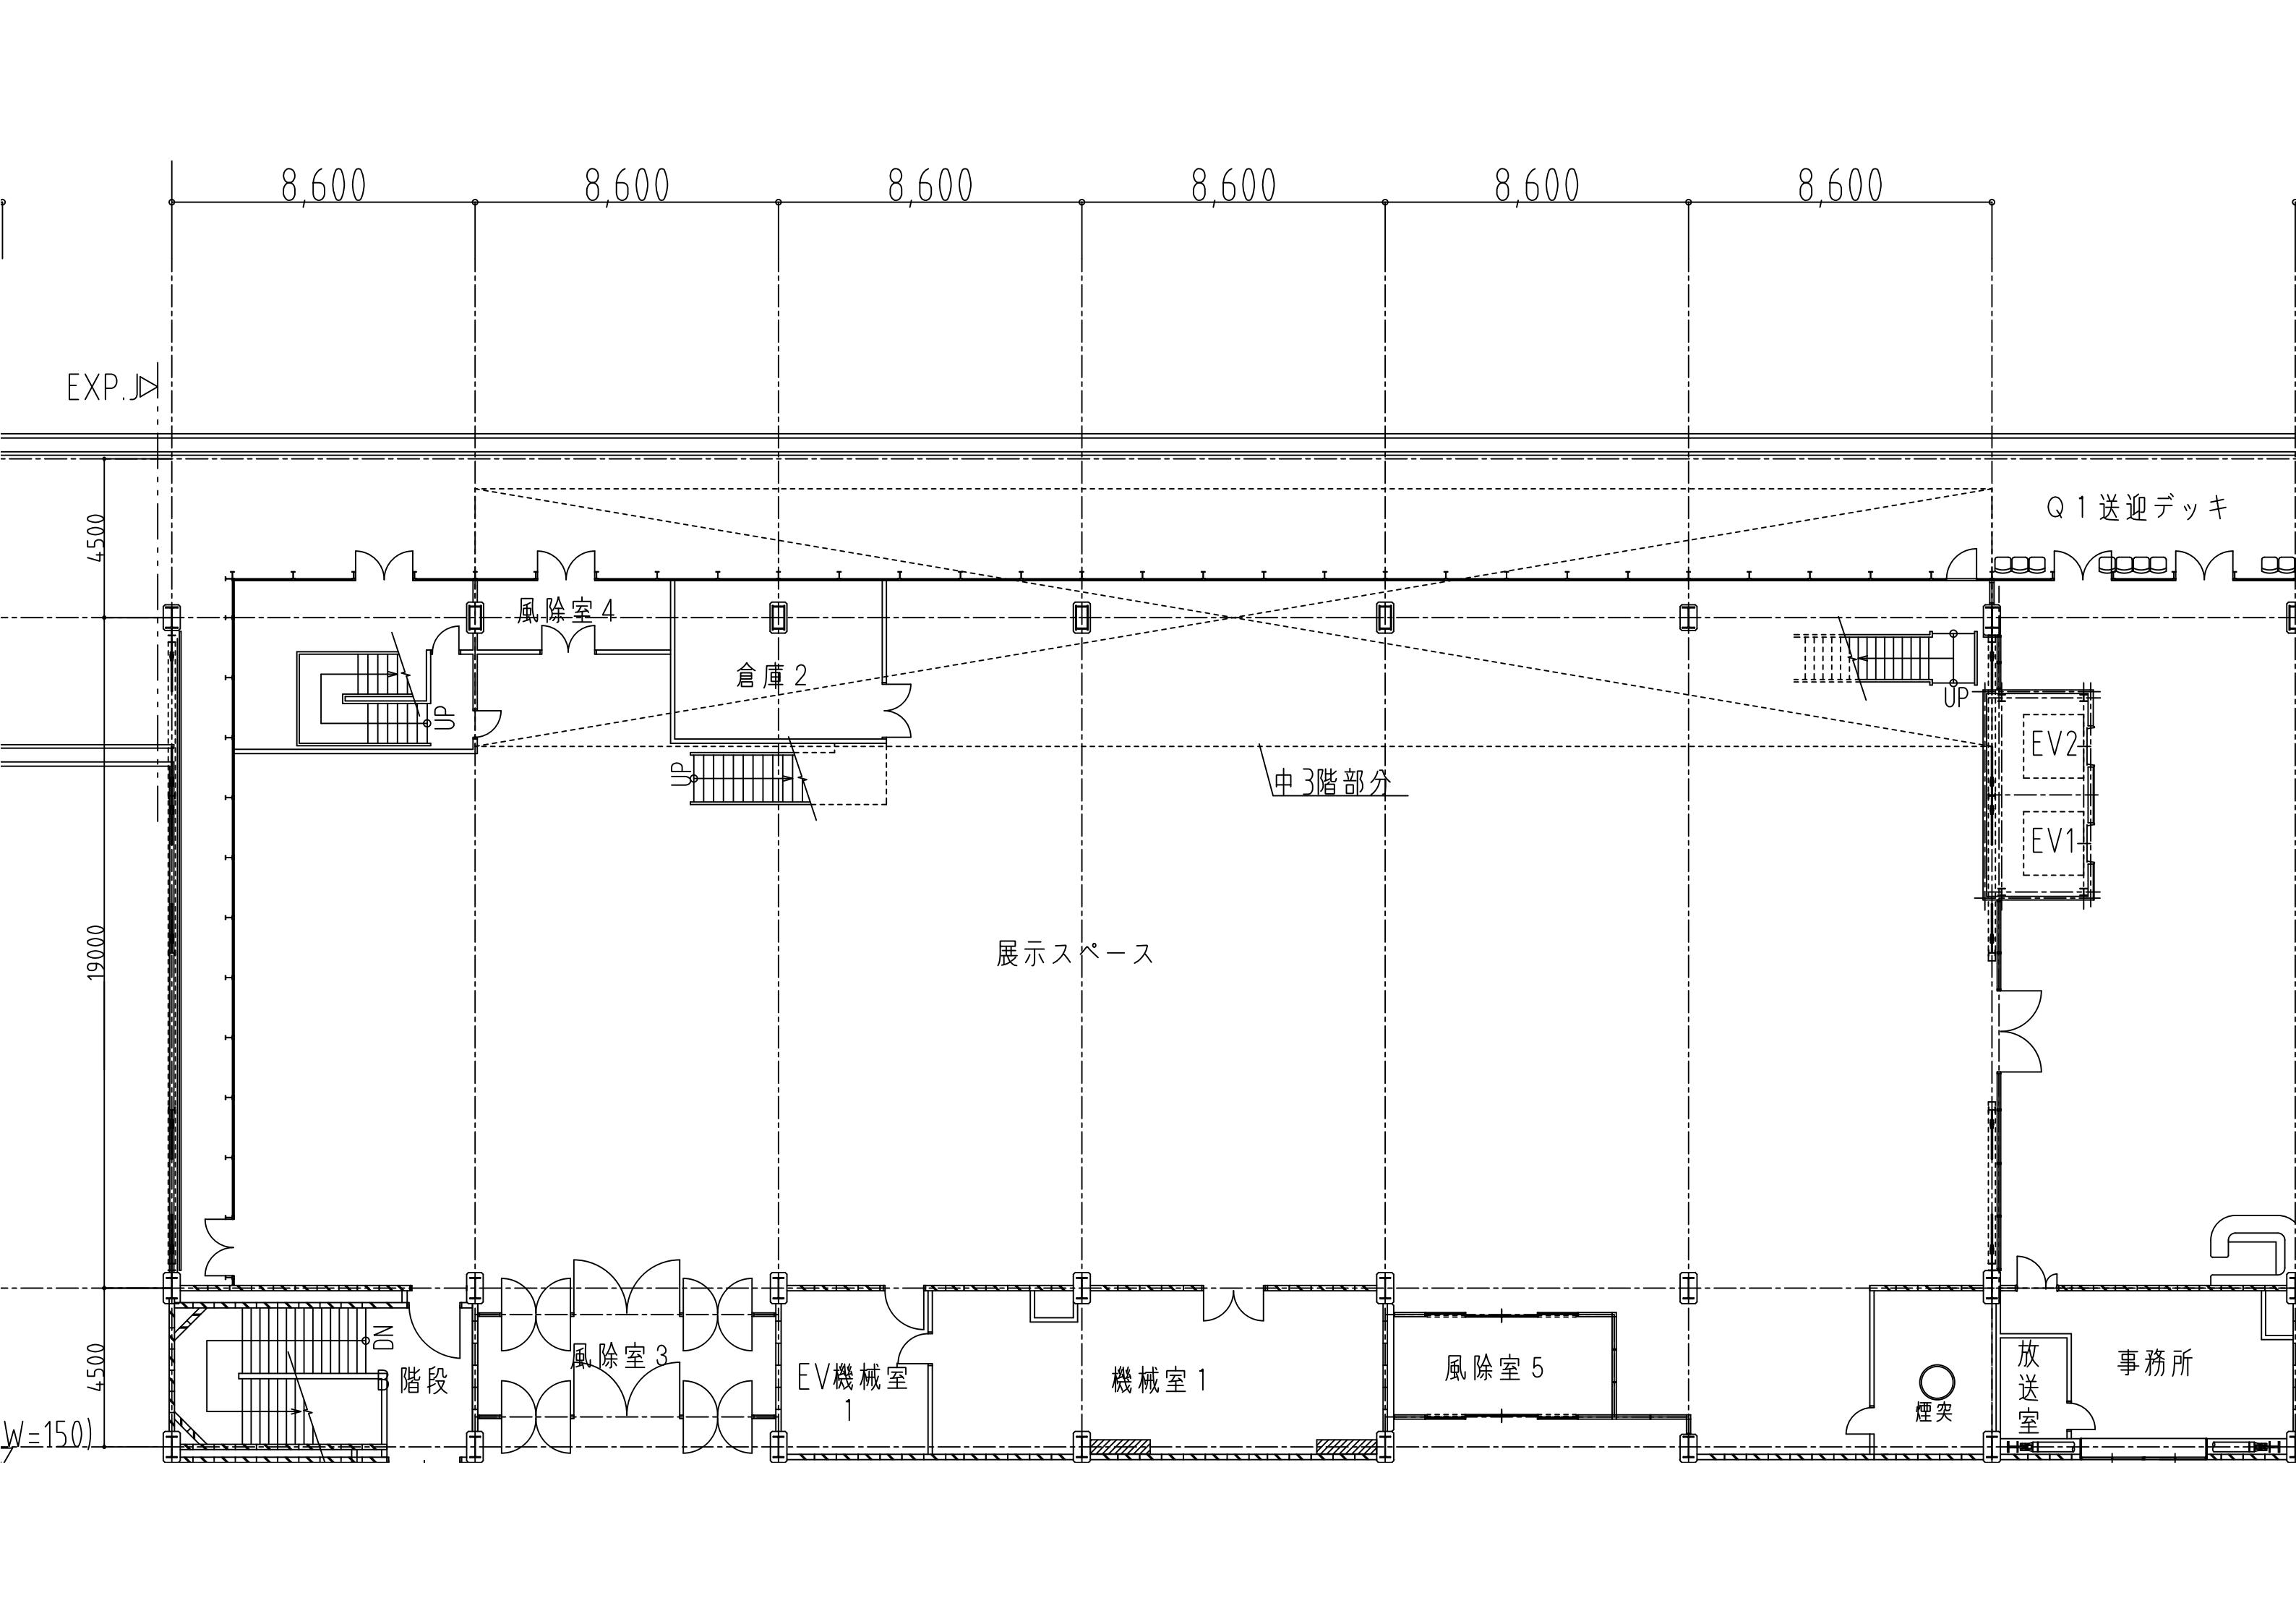 8,600 8,600 8,600 8,600 8,600 8,600
EXP.J
4500
Q1送迎デッキ
風除室4
倉庫2
UP
UP
UP
EV2
中3階部分
EV1
展示スペース
19000
DN
4500
B階段
風除室3
EV機械室
1
機械室1
風除室5
煙突
放送室
事務所
W=150)